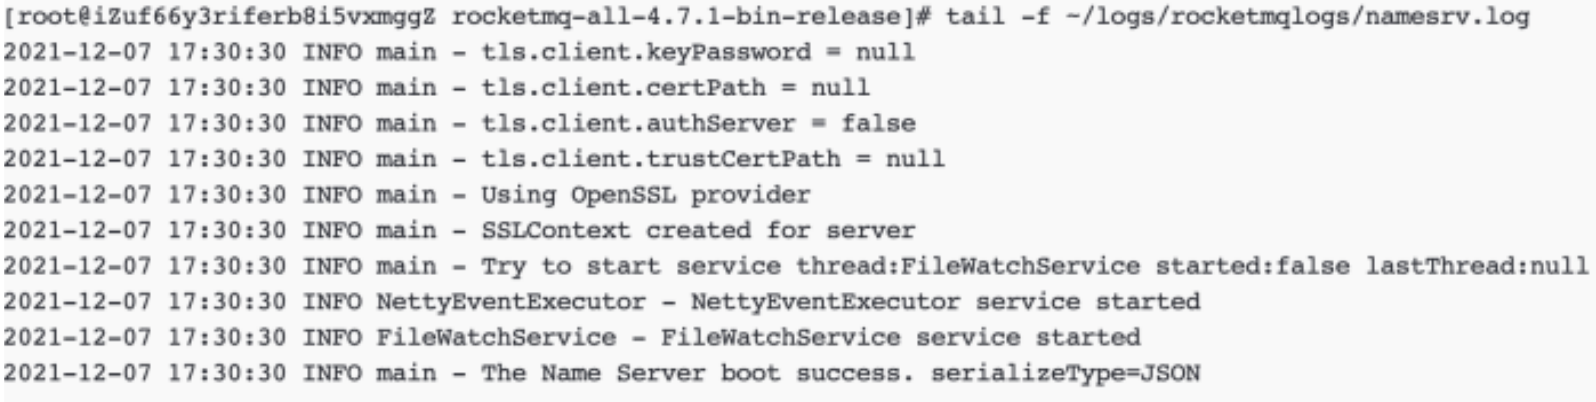 [root@iZuf66y3riferb8i5vxmggZ rocketmq-all-4.7.1-bin-release]# tail -f ~/logs/rocketmqlogs/namesrv.log
2021-12-07 17:30:30 INFO main - tls.client.keyPassword = null
2021-12-07 17:30:30 INFO main - tls.client.certPath = null
2021-12-07 17:30:30 INFO main - tls.client.authServer = false
2021-12-07 17:30:30 INFO main - tls.client.trustCertPath = null
2021-12-07 17:30:30 INFO main - Using OpenSSL provider
2021-12-07 17:30:30 INFO main - SSLContext created for server
2021-12-07 17:30:30 INFO main - Try to start service thread:FileWatchService started:false lastThread:null
2021-12-07 17:30:30 INFO NettyEventExecutor - NettyEventExecutor service started
2021-12-07 17:30:30 INFO FileWatchService - FileWatchService service started
2021-12-07 17:30:30 INFO main - The Name Server boot success. serializeType=JSON